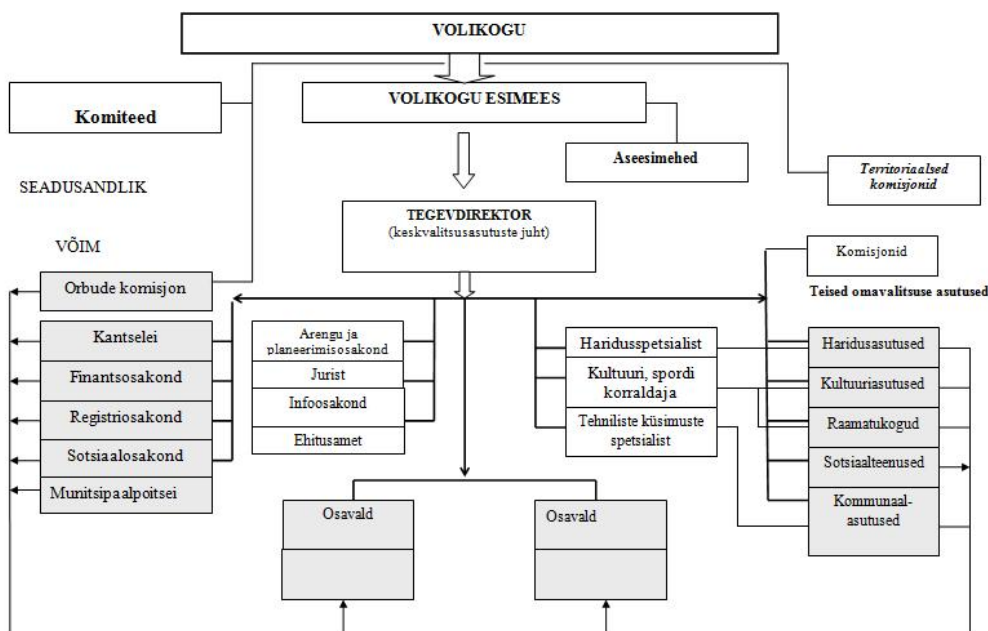 VOLIKOGU
Komiteed
VOLIKOGU ESIMEES
Aseesimehed
Territoriaalsed
komisjonid
SEADUSANDLIK
VÕIM
TEGEVDIREKTOR
(keskvalitsusasutuste juht)
Komisjonid
Teised omavalitsuse asutused
Orbude komisjon
Kantselei
Finantsosakond
Registriosakond
Sotsiaalosakond
Munitsipaalpoitsei
Arengu ja
planeerimisosakond
Jurist
Infoosakond
Ehitusamet
Haridusspetsialist
Kultuuri, spordi
korraldaja
Tehniliste küsimuste
spetsialist
Haridusasutused
Kultuuriasutused
Raamatukogud
Sotsiaalteenused
Kommunaal-
asutused
Osavald
Osavald